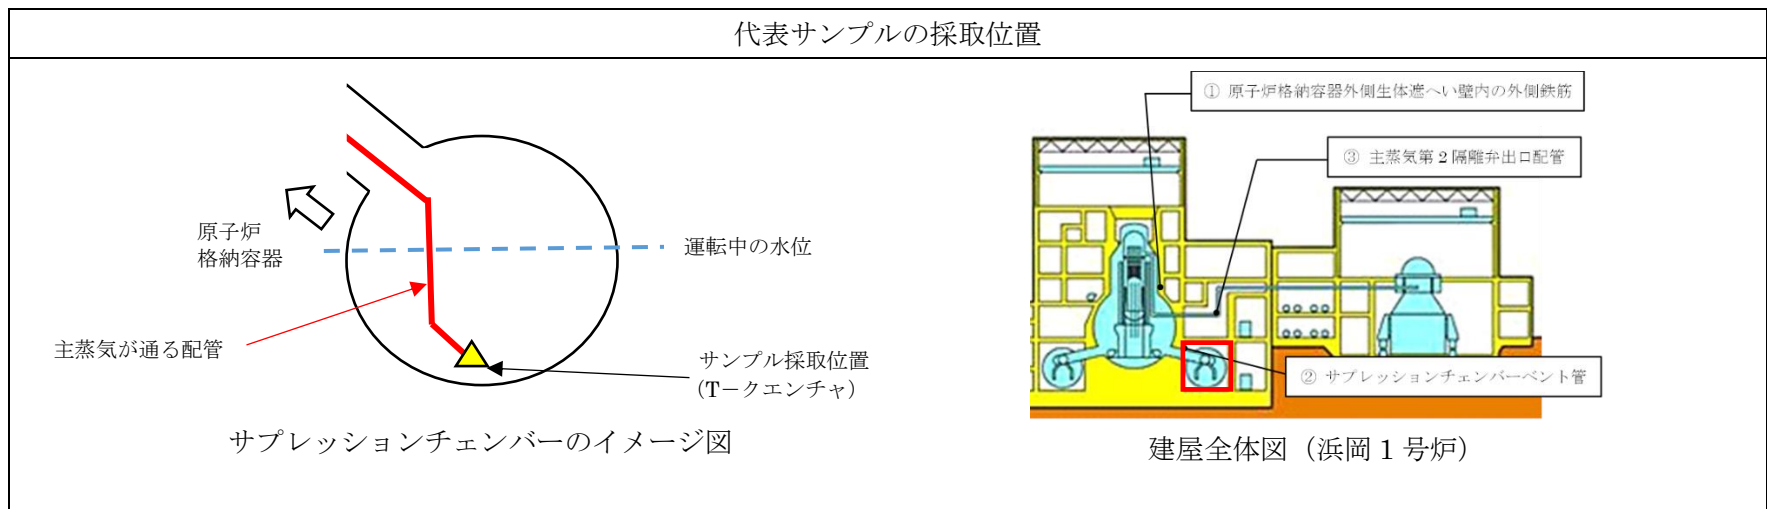 代表サンプルの採取位置
原子炉
格納容器
運転中の水位
主蒸気が通る配管
サンプル採取位置
（T－クエンチャ）
サプレッションチェンバーのイメージ図
① 原子炉格納容器外側生体遮へい壁内の外側鉄筋
③ 主蒸気第２隔離弁出口配管
② サプレッションチェンバーベント管
建屋全体図（浜岡 1 号炉）